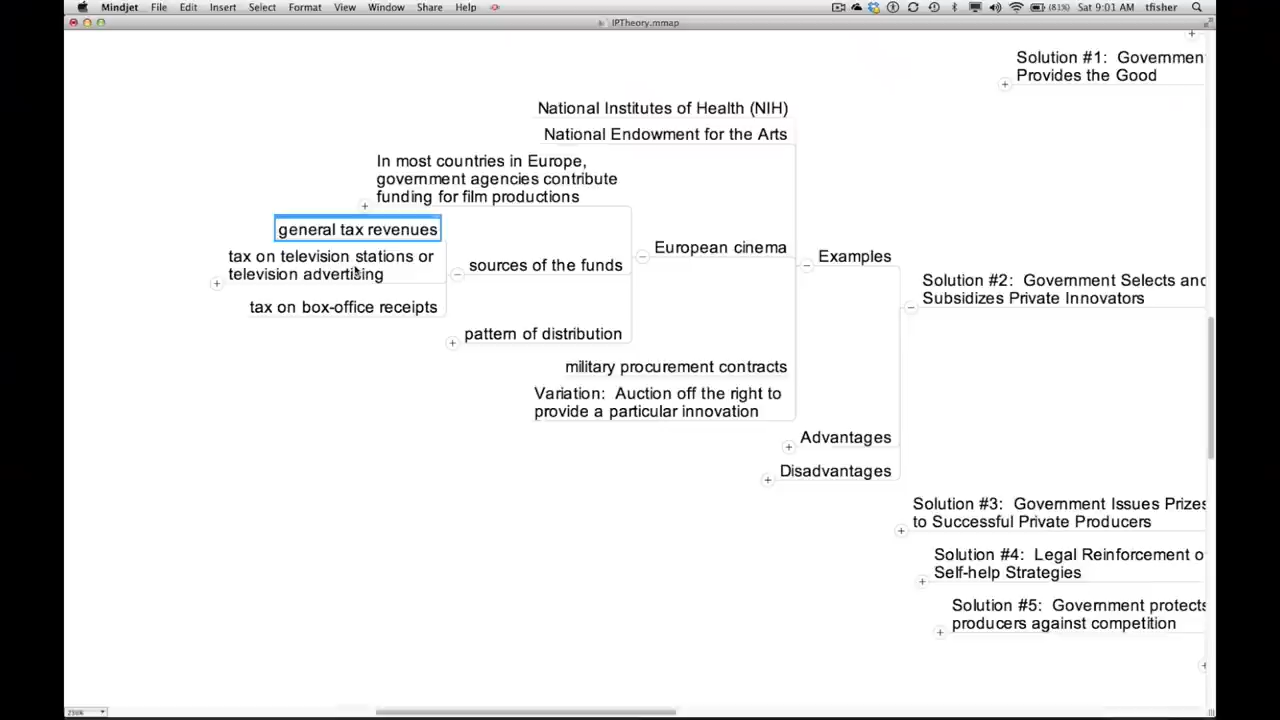 Mindjet File Edit Insert Select Format View Window Share Help (81%) Sat 9:01 AM tfisher
IPTheory.mmap
Solution #1: Governmen
Provides the Good
National Institutes of Health (NIH)
National Endowment for the Arts
In most countries in Europe,
government agencies contribute
funding for film productions
general tax revenues
tax on television stations or
television advertising
tax on box-office receipts
sources of the funds
pattern of distribution
European cinema
military procurement contracts
Variation: Auction off the right to
provide a particular innovation
Examples
Advantages
Disadvantages
Solution #2: Government Selects and
Subsidizes Private Innovators
Solution #3: Government Issues Prizes
to Successful Private Producers
Solution #4: Legal Reinforcement o
Self-help Strategies
Solution #5: Government protects
producers against competition